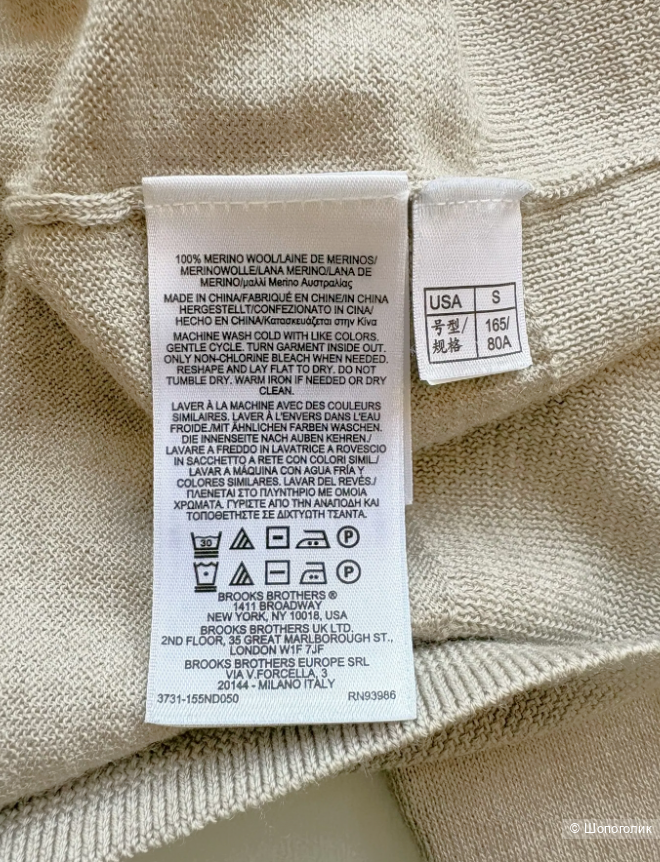 100% MERINO WOOL/LAINE DE MERINOS/
MERINOWOLLE/LANA MERINO/LANA DE
MERINO/μαλλί Merino Αυστραλίας
MADE IN CHINA/FABRIQUÉ EN CHINE/IN CHINA
HERGESTELLT/CONFEZIONATO IN CINA/
HECHO EN CHINA/Κατασκευάζεται στην Κίνα
MACHINE WASH COLD WITH LIKE COLORS.
GENTLE CYCLE. TURN GARMENT INSIDE OUT.
ONLY NON-CHLORINE BLEACH WHEN NEEDED.
RESHAPE AND LAY FLAT TO DRY. DO NOT
TUMBLE DRY. WARM IRON IF NEEDED OR DRY
CLEAN.
LAVER À LA MACHINE AVEC DES COULEURS
SIMILAIRES. LAVER À L'ENVERS DANS L'EAU
FROIDE./MIT ÄHNLICHEN FARBEN WASCHEN.
DIE INNENSEITE NACH AUBEN KEHREN./
LAVARE A FREDDO IN LAVATRICE A ROVESCIO
IN SACCHETTO A RETE CON COLORI SIMIL./
LAVAR A MÁQUINA CON AGUA FRÍA Y
COLORES SIMILARES. LAVAR DEL REVÉS./
ΠΛΕΝΕΤΑΙ ΣΤΟ ΠΛΥΝΤΗΡΙΟ ΜΕ ΟΜΟΙΑ
ΧΡΩΜΑΤΑ. ΓΥΡΙΣΤΕ ΑΠΟ ΤΗΝ ΑΝΑΠΟΔΗ ΚΑΙ
ΤΟΠΟΘΕΤΗΣΤΕ ΣΕ ΔΙΧΤΥΩΤΗ ΤΣΑΝΤΑ.
30 P
P
BROOKS BROTHERS ®
1411 BROADWAY
NEW YORK, NY 10018, USA
BROOKS BROTHERS UK LTD.
2ND FLOOR, 35 GREAT MARLBOROUGH ST.,
LONDON W1F 7JF
BROOKS BROTHERS EUROPE SRL
VIA V.FORCELLA, 3
20144 - MILANO ITALY
3731-155ND050 RN93986
USA S
号型/ 165/
规格 80A
© Шопоголик